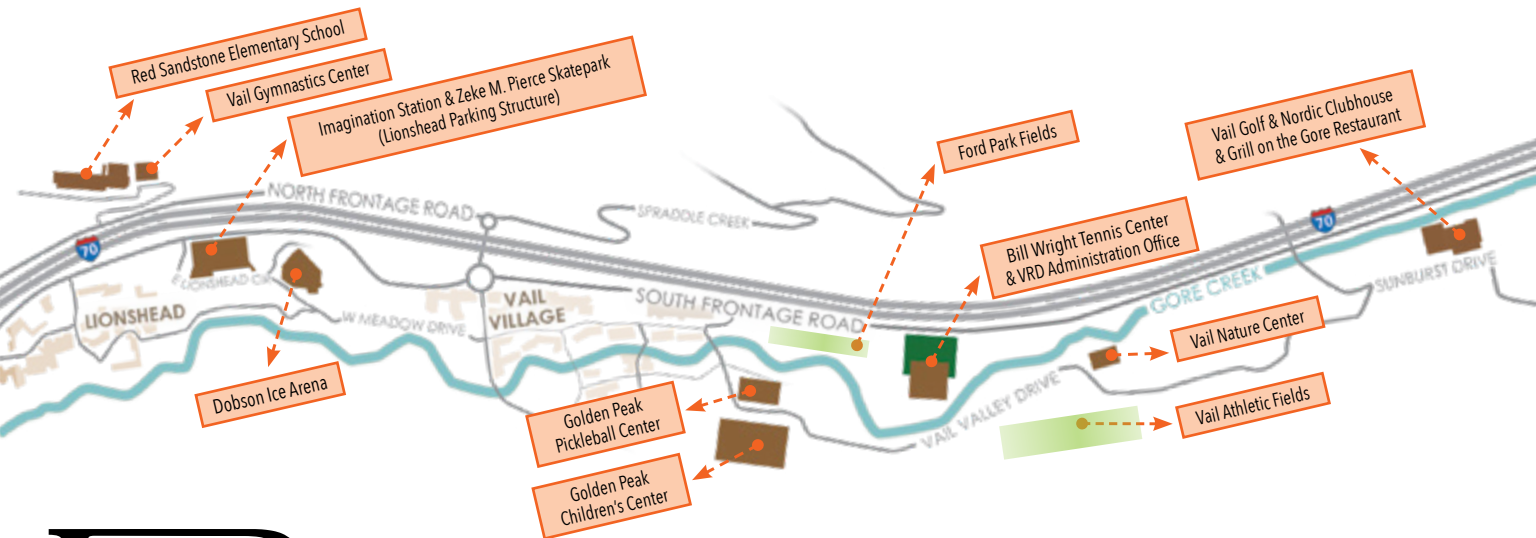 Red Sandstone Elementary School
Vail Gymnastics Center
Imagination Station & Zeke M. Pierce Skatepark
(Lionshead Parking Structure)
Ford Park Fields
Vail Golf & Nordic Clubhouse
& Grill on the Gore Restaurant
NORTH FRONTAGE ROAD
SPRADDLE CREEK
Bill Wright Tennis Center
& VRD Administration Office
70
70
E LIONSHEAD CIR
GORE CREEK
SUNBURST DRIVE
LIONSHEAD
W MEADOW DRIVE
VAIL
VILLAGE
SOUTH FRONTAGE ROAD
Vail Nature Center
Dobson Ice Arena
Golden Peak
Pickleball Center
VAIL VALLEY DRIVE
Vail Athletic Fields
Golden Peak
Children's Center